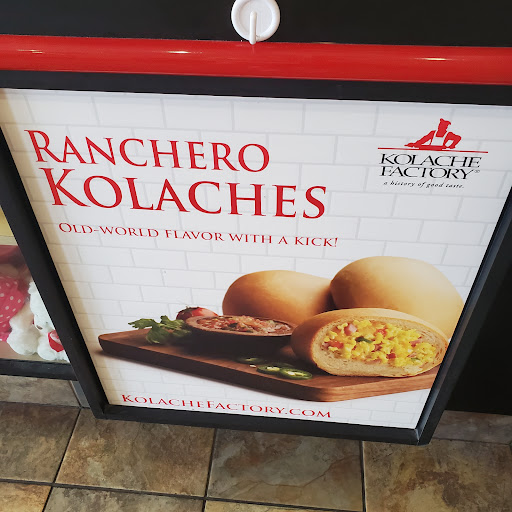 RANCHERO
KOLACHES
OLD-WORLD FLAVOR WITH A KICK!
KOLACHE
FACTORY®
a history of good taste.
KOLACHEFACTORY.COM